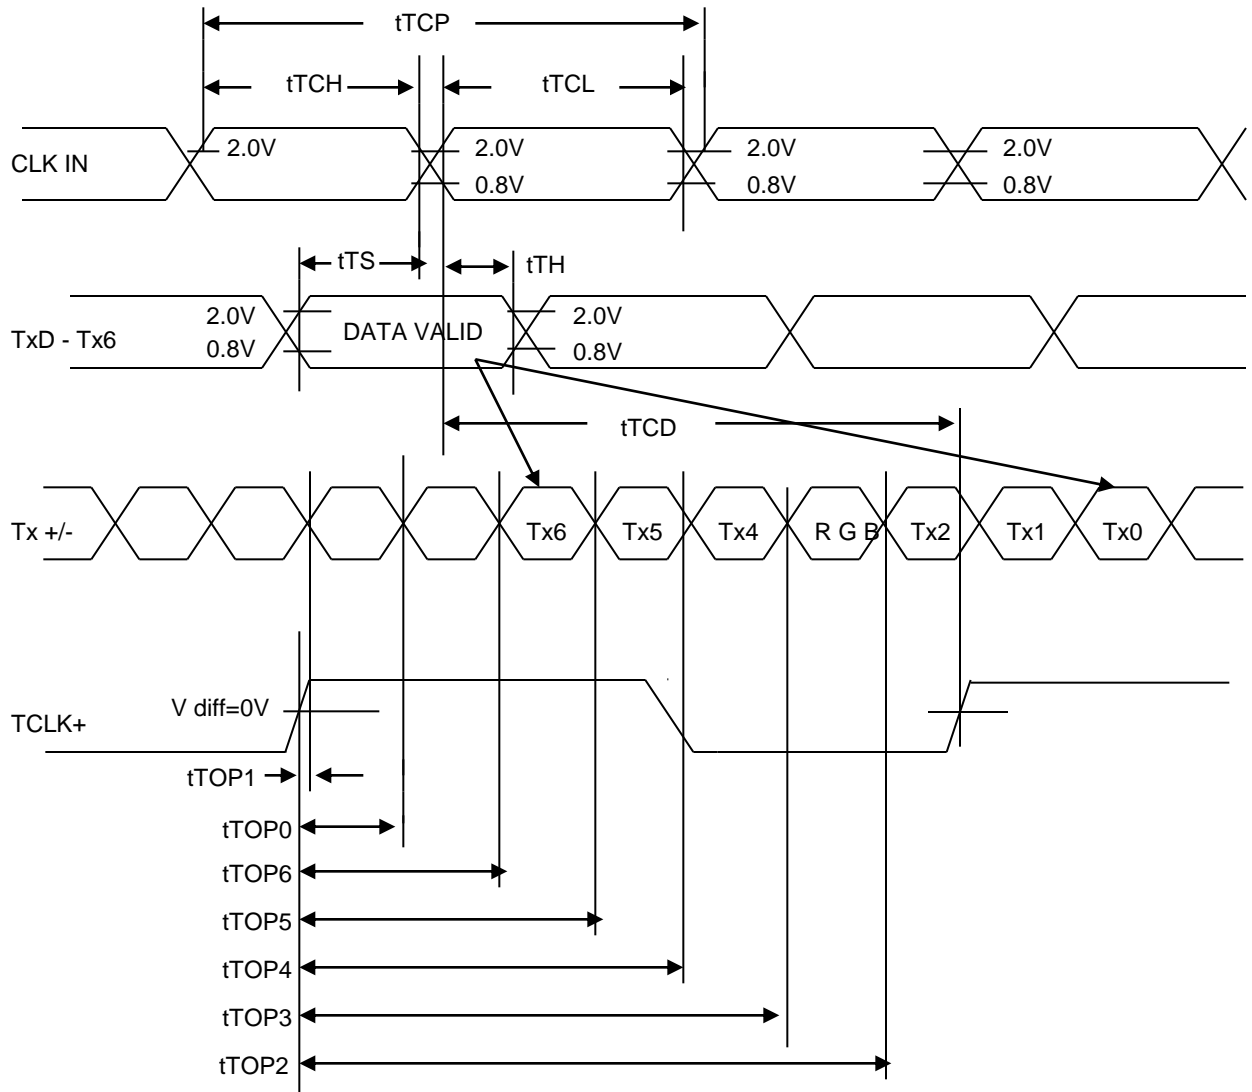 tTCP
tTCH
tTCL
CLK IN
2.0V
2.0V
0.8V
2.0V
0.8V
2.0V
0.8V
tTS
tTH
TxD - Tx6
2.0V
0.8V
DATA VALID
2.0V
0.8V
tTCD
Tx +/-
Tx6
Tx5
Tx4
R G B
Tx2
Tx1
Tx0
TCLK+
V diff=0V
tTOP1
tTOP0
tTOP6
tTOP5
tTOP4
tTOP3
tTOP2